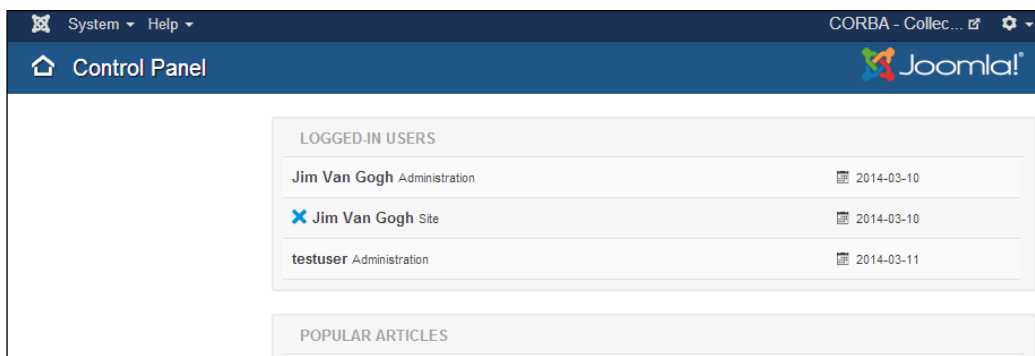 System Help CORBA - Collec...
Control Panel Joomla!
LOGGED-IN USERS
Jim Van Gogh Administration 2014-03-10
Jim Van Gogh Site 2014-03-10
testuser Administration 2014-03-11
POPULAR ARTICLES